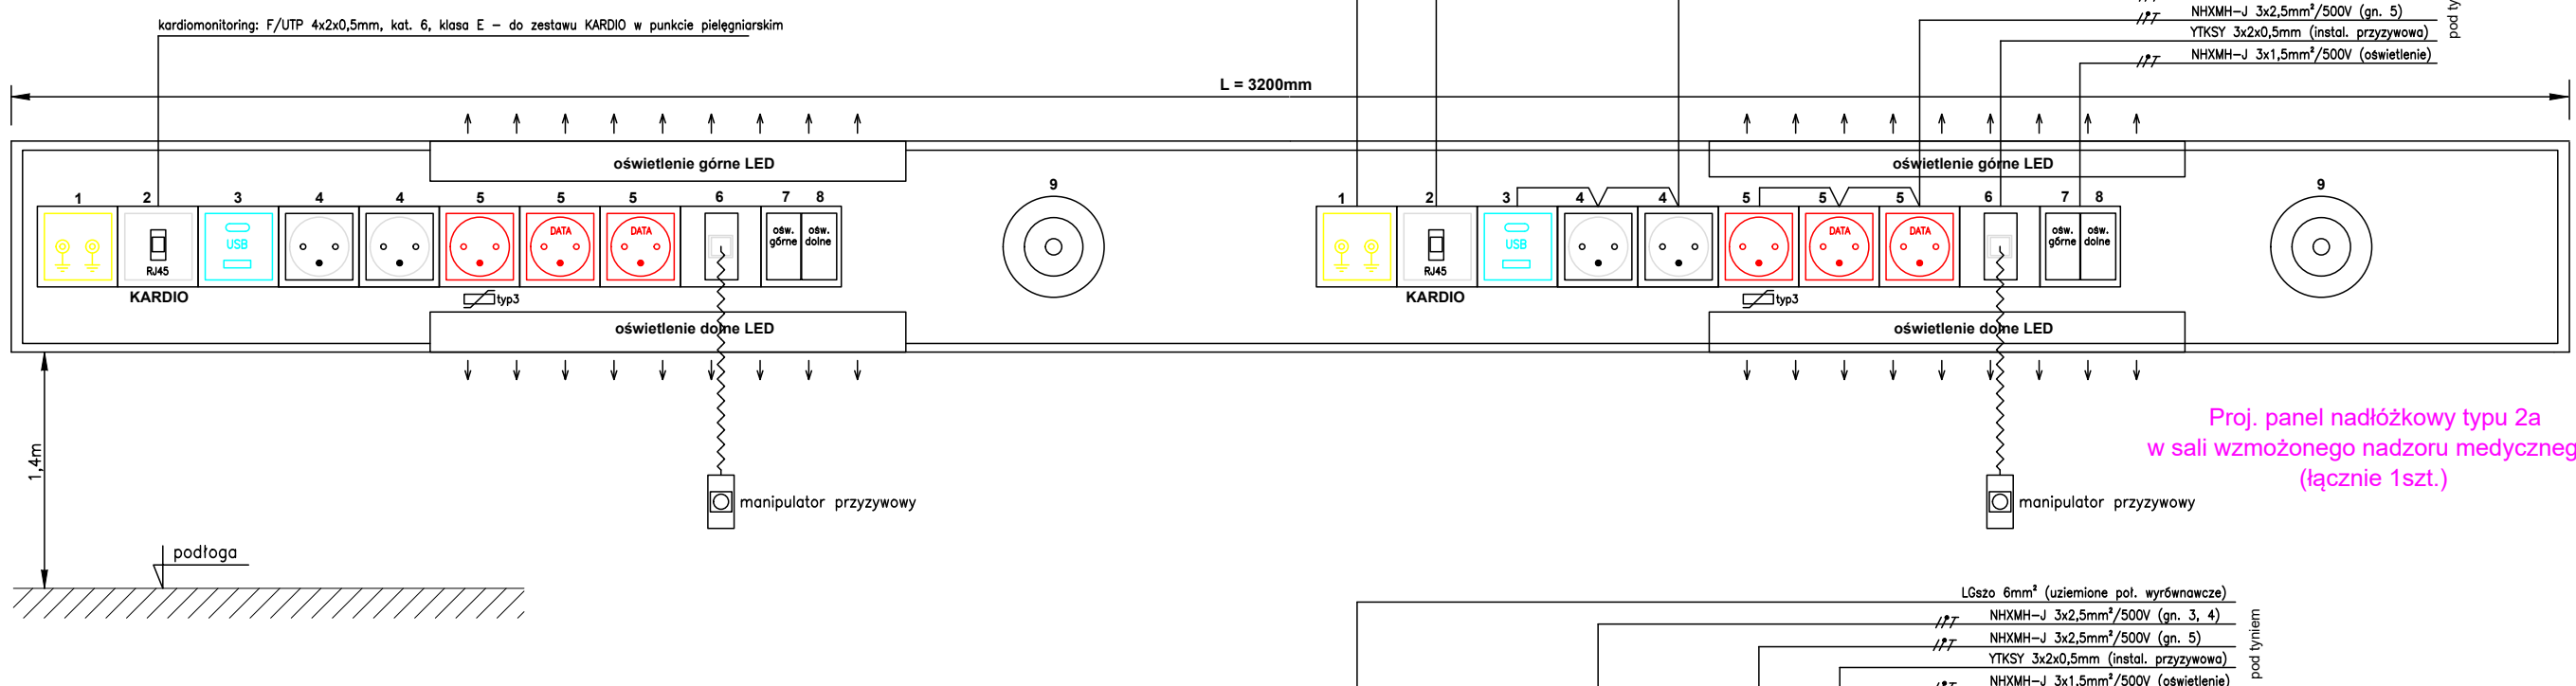 kardiomonitoring: F/UTP 4x2x0,5mm, kat. 6, klasa E – do zestawu KARDIO w punkcie pielęgniarskim
NHXMH-J 3x2,5mm²/500V (gn. 5)
YTKSY 3x2x0,5mm (instal. przyzywowa)
NHXMH-J 3x1,5mm²/500V (oświetlenie)
pod ty
L = 3200mm
oświetlenie górne LED
oświetlenie górne LED
1 2 3 4 4 5 5 5 6 7 8 9
1 2 3 4 4 5 5 5 6 7 8 9
RJ45
USB
DATA
DATA
ośw. górne
ośw. dolne
RJ45
USB
DATA
DATA
ośw. górne
ośw. dolne
KARDIO
typ3
KARDIO
typ3
oświetlenie dolne LED
oświetlenie dolne LED
1,4m
manipulator przyzywowy
manipulator przyzywowy
Proj. panel nadłóżkowy typu 2a
w sali wzmożonego nadzoru medyczneg
(łącznie 1szt.)
podłoga
LGszo 6mm² (uziemione poł. wyrównawcze)
NHXMH-J 3x2,5mm²/500V (gn. 3, 4)
NHXMH-J 3x2,5mm²/500V (gn. 5)
YTKSY 3x2x0,5mm (instal. przyzywowa)
NHXMH-J 3x1,5mm²/500V (oświetlenie)
pod tyniem